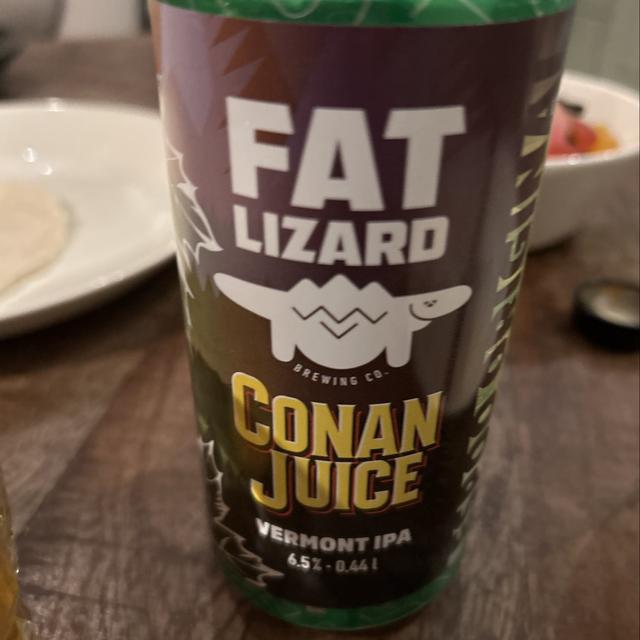 FAT
LIZARD
BREWING CO.
CONAN
JUICE
VERMONT IPA
6.5% - 0.44 l